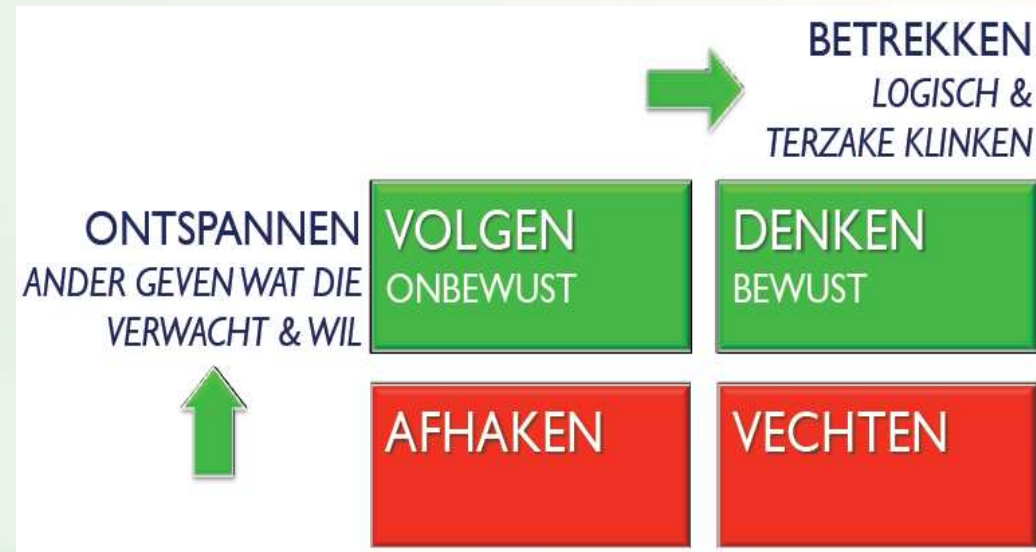 BETREKKEN
LOGISCH &
TERZAKE KLINKEN
ONTSPANNEN
ANDER GEVEN WAT DIE
VERWACHT & WIL
VOLGEN
ONBEWUST
DENKEN
BEWUST
AFHAKEN
VECHTEN